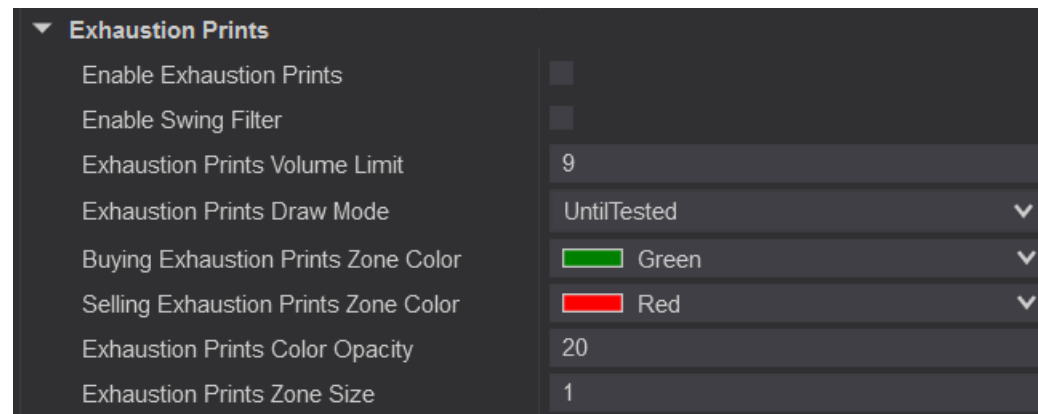 Exhaustion Prints
Enable Exhaustion Prints
Enable Swing Filter
Exhaustion Prints Volume Limit 9
Exhaustion Prints Draw Mode UntilTested
Buying Exhaustion Prints Zone Color Green
Selling Exhaustion Prints Zone Color Red
Exhaustion Prints Color Opacity 20
Exhaustion Prints Zone Size 1